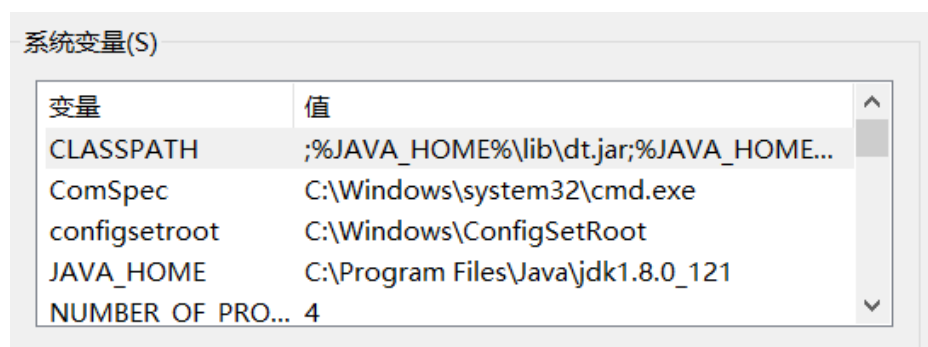 系统变量(S)
变量 值
CLASSPATH ;%JAVA_HOME%\lib\dt.jar;%JAVA_HOME...
ComSpec C:\Windows\system32\cmd.exe
configsetroot C:\Windows\ConfigSetRoot
JAVA_HOME C:\Program Files\Java\jdk1.8.0_121
NUMBER_OF_PRO... 4